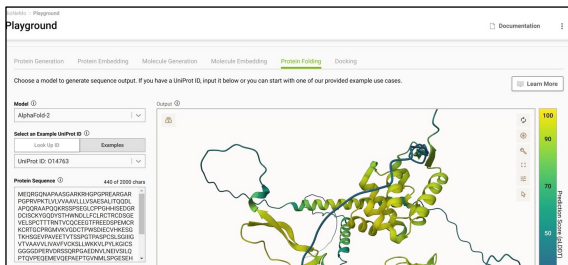 BioNeMo / Playground
Playground
Documentation
Protein Generation Protein Embedding Molecule Generation Molecule Embedding Protein Folding Docking
Choose a model to generate sequence output. If you have a UniProt ID, input it below or you can start with one of our provided example use cases.
Learn More
Model
AlphaFold-2
Select an Example UniProt ID
Look Up ID Examples
UniProt ID: O14763
Protein Sequence 440 of 2000 chars
MEQRGQNAPAASGARKRHGPGPREARGAR
PGPRVPKTLVLVVAAVLLLVSAESALITQQDL
APQQRAAPQQKRSSPSEGLCPPGHHISEDGR
DCISCKYGQDYSTHWNDLLFCLRCTRCDSGE
VELSPCTTTRNTVCQCEEGTFREEDSPEMCR
KCRTGCPRGMVKVGDCTPWSDIECVHKESG
TKHSGEVPAVEETVTSSPGTPASPCSLSGIIIG
VTVAAVVLIVAVFVCKSLLWKKVLPYLKGICS
GGGGDPERVDRSSQRPGAEDNVLNEIVSILQ
PTQVPEQEMEVQEPAEPTGVNMLSPGESEH
Output
100
90
70
50
Prediction Score (pLDDT)